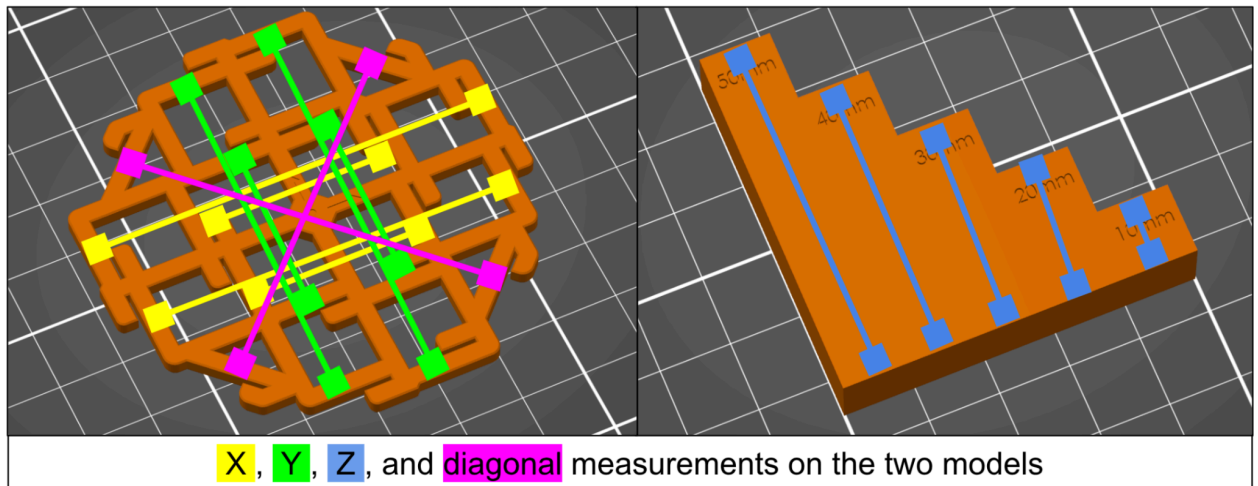 50mm
40mm
30mm
20mm
10mm
X, Y, Z, and diagonal measurements on the two models